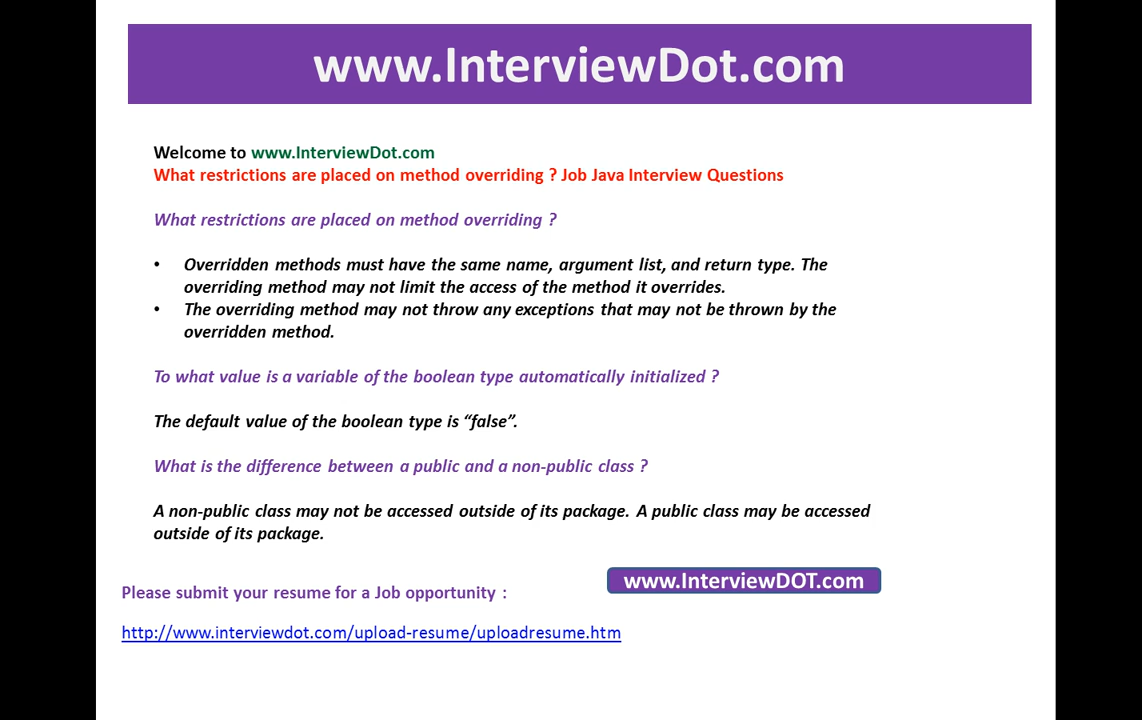 www.InterviewDot.com
Welcome to www.InterviewDot.com
What restrictions are placed on method overriding ? Job Java Interview Questions
What restrictions are placed on method overriding ?
• Overridden methods must have the same name, argument list, and return type. The
overriding method may not limit the access of the method it overrides.
• The overriding method may not throw any exceptions that may not be thrown by the
overridden method.
To what value is a variable of the boolean type automatically initialized ?
The default value of the boolean type is “false”.
What is the difference between a public and a non-public class ?
A non-public class may not be accessed outside of its package. A public class may be accessed
outside of its package.
www.InterviewDOT.com
Please submit your resume for a Job opportunity :
http://www.interviewdot.com/upload-resume/uploadresume.htm